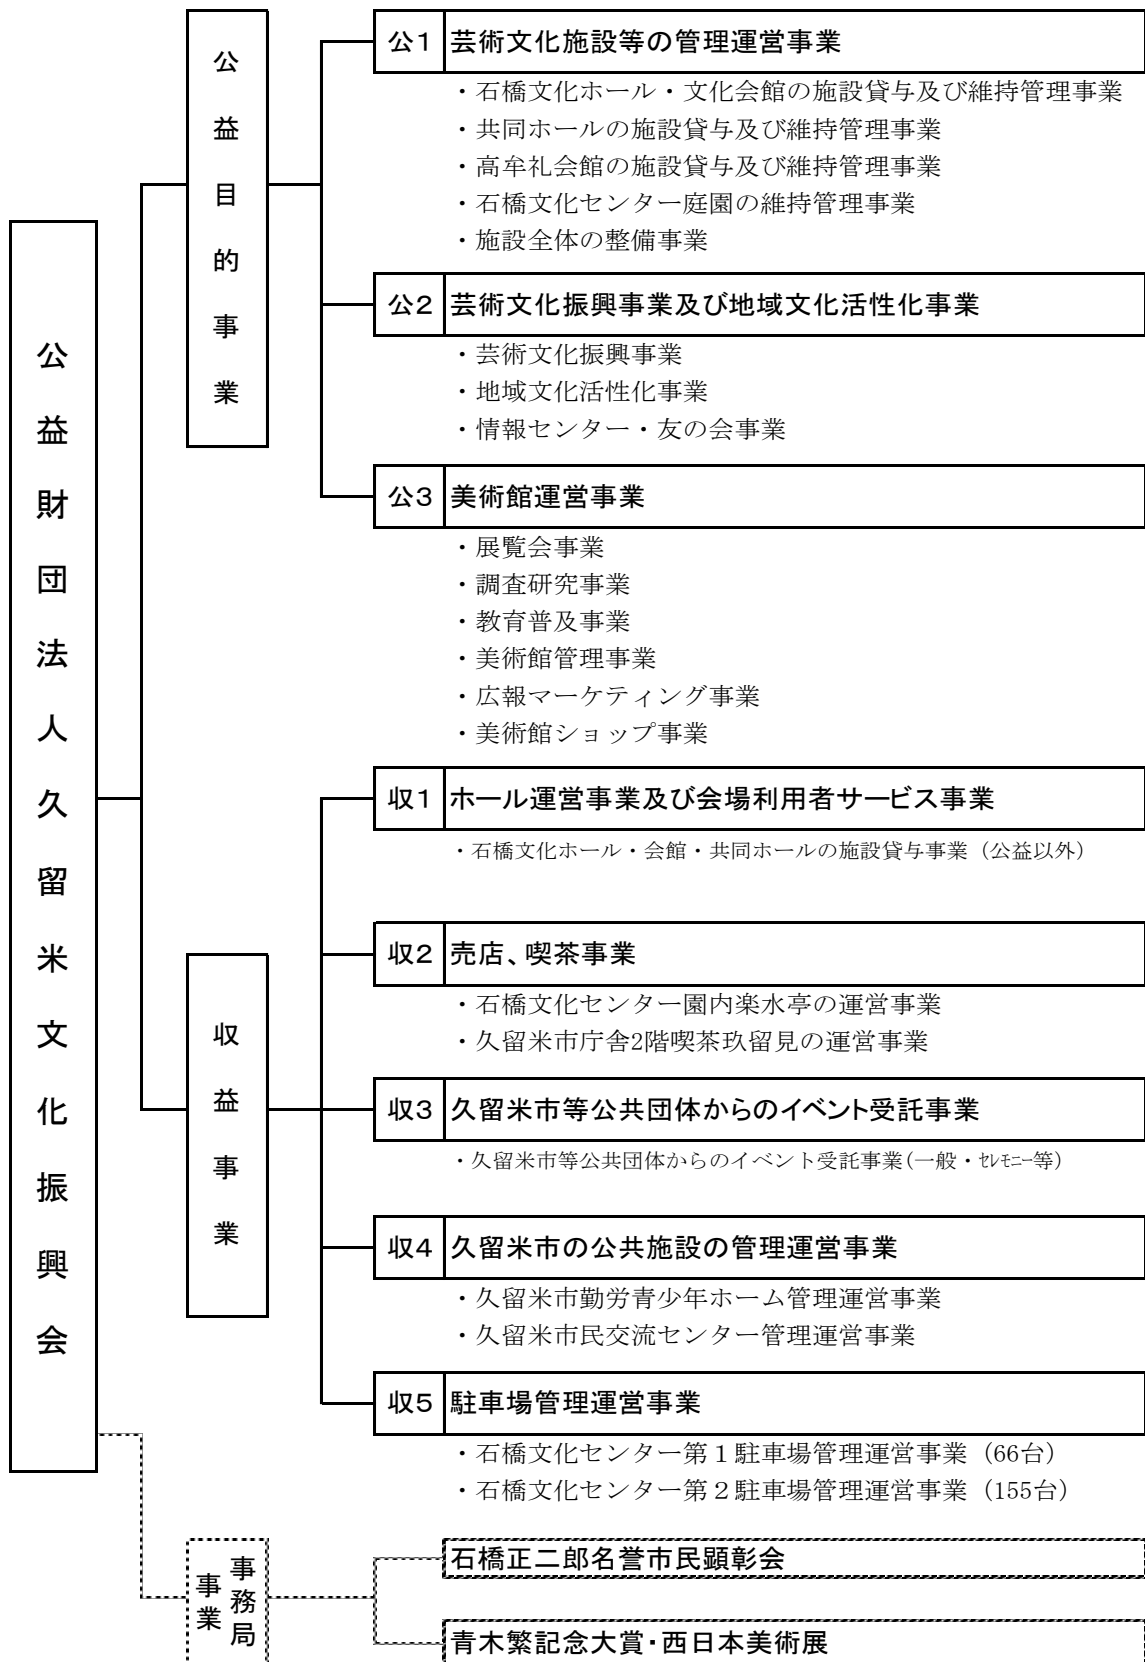 公益財団法人久留米文化振興会
公益目的事業
公1 芸術文化施設等の管理運営事業
・石橋文化ホール・文化会館の施設貸与及び維持管理事業
・共同ホールの施設貸与及び維持管理事業
・高牟礼会館の施設貸与及び維持管理事業
・石橋文化センター庭園の維持管理事業
・施設全体の整備事業
公2 芸術文化振興事業及び地域文化活性化事業
・芸術文化振興事業
・地域文化活性化事業
・情報センター・友の会事業
公3 美術館運営事業
・展覧会事業
・調査研究事業
・教育普及事業
・美術館管理事業
・広報マーケティング事業
・美術館ショップ事業
収益事業
収1 ホール運営事業及び会場利用者サービス事業
・石橋文化ホール・会館・共同ホールの施設貸与事業（公益以外）
収2 売店、喫茶事業
・石橋文化センター園内楽水亭の運営事業
・久留米市庁舎2階喫茶玖留見の運営事業
収3 久留米市等公共団体からのイベント受託事業
・久留米市等公共団体からのイベント受託事業(一般・ｾﾚﾓﾆｰ等)
収4 久留米市の公共施設の管理運営事業
・久留米市勤労青少年ホーム管理運営事業
・久留米市民交流センター管理運営事業
収5 駐車場管理運営事業
・石橋文化センター第１駐車場管理運営事業（66台）
・石橋文化センター第２駐車場管理運営事業（155台）
事務局
事業
石橋正二郎名誉市民顕彰会
青木繁記念大賞・西日本美術展